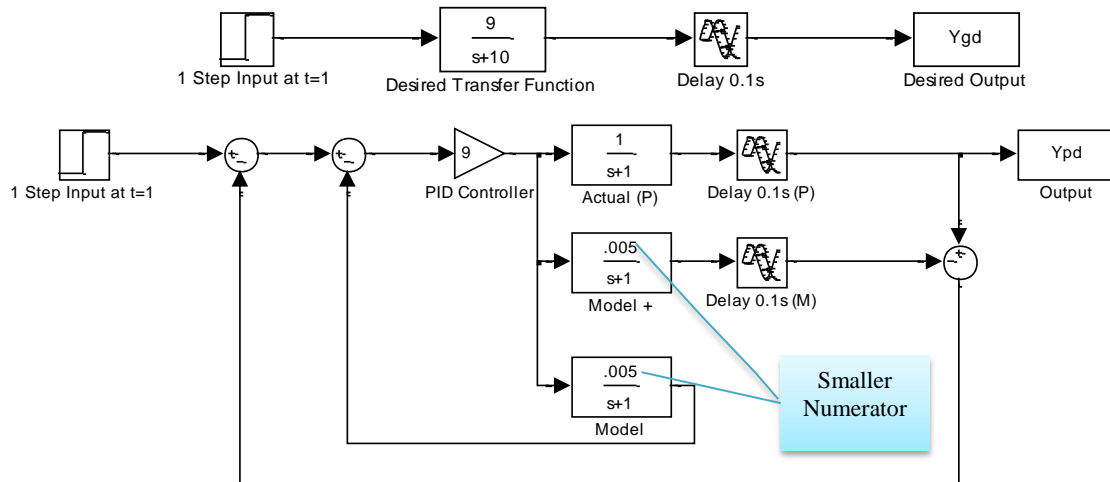 9
s+10
Ygd
1 Step Input at t=1
Desired Transfer Function
Delay 0.1s
Desired Output
9
1
s+1
Ypd
1 Step Input at t=1
PID Controller
Actual (P)
Delay 0.1s (P)
Output
.005
s+1
Model +
Delay 0.1s (M)
.005
s+1
Model
Smaller
Numerator